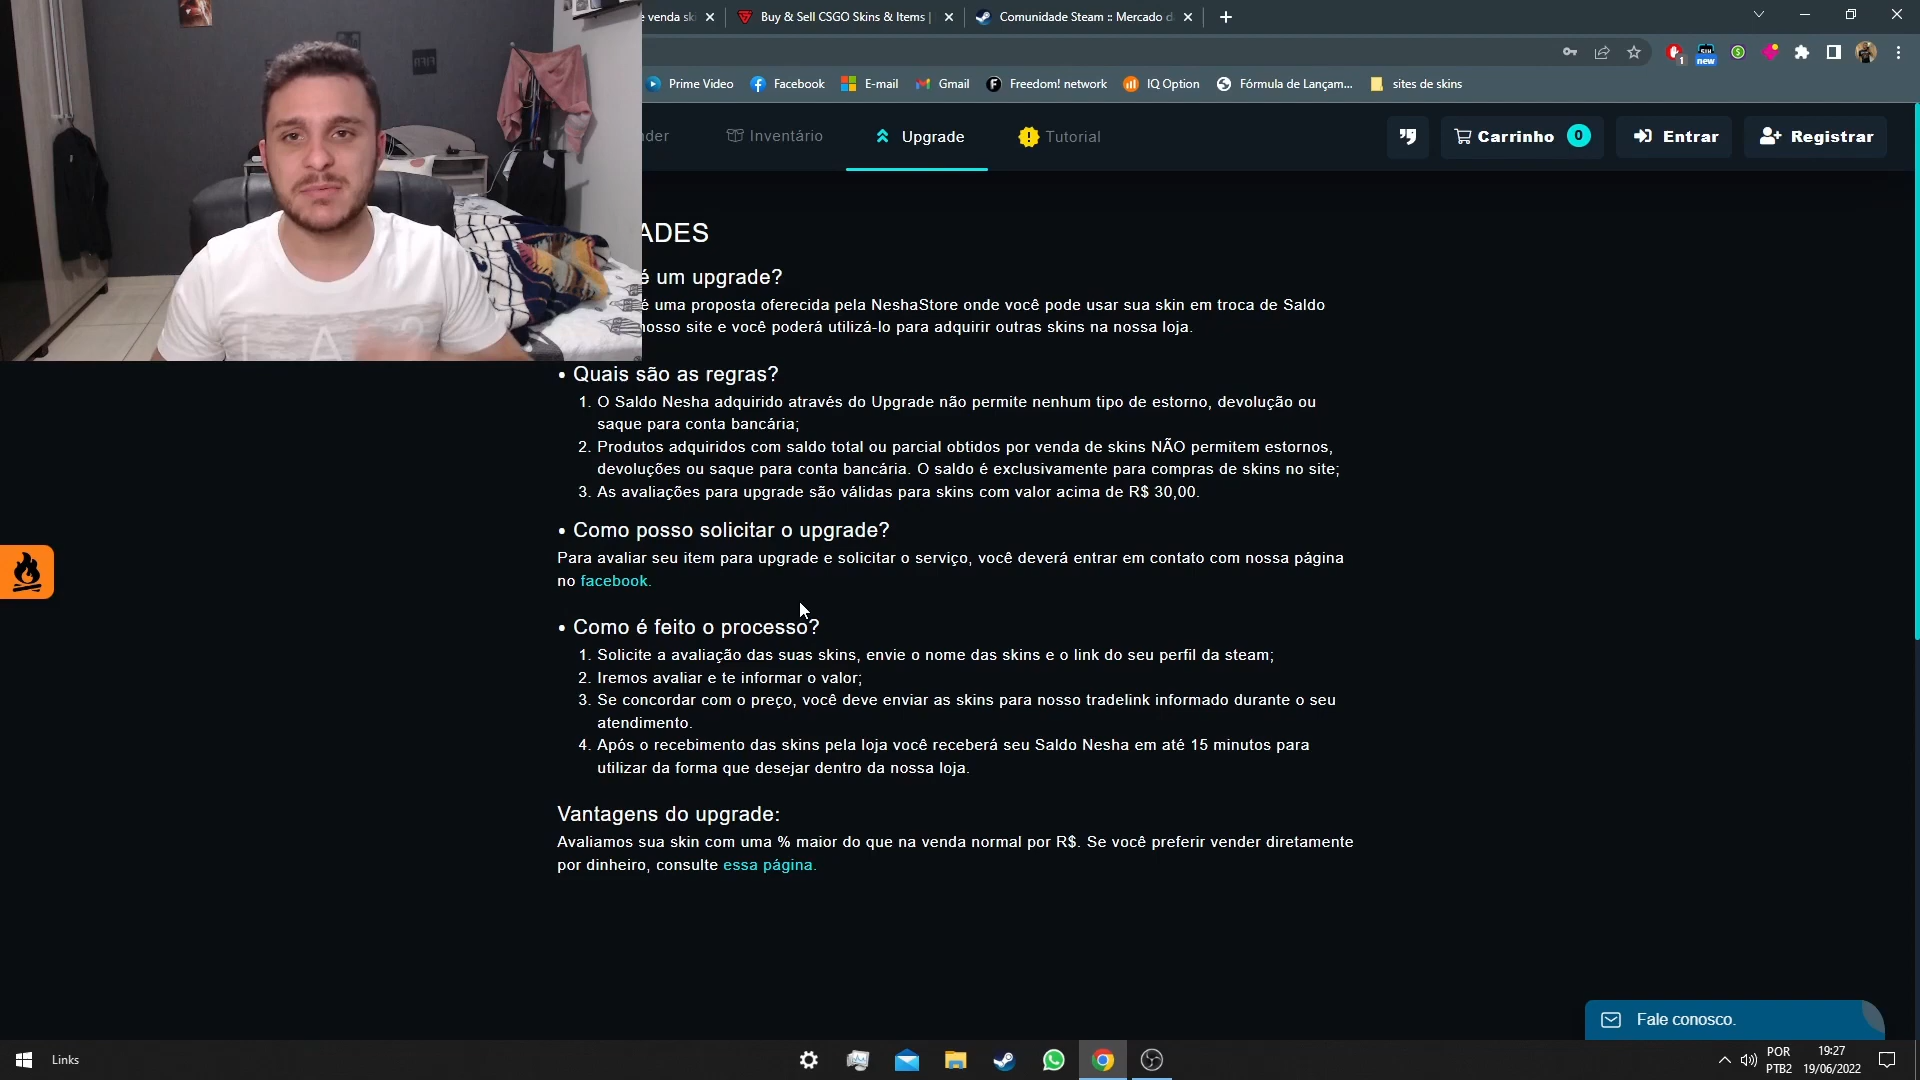 e venda sk
Buy & Sell CSGO Skins & Items |
Comunidade Steam :: Mercado d
1
new
Prime Video
Facebook
E-mail
Gmail
Freedom! network
IQ Option
Fórmula de Lançam...
sites de skins
nder
Inventário
Upgrade
Tutorial
Carrinho 0
Entrar
Registrar
ADES
é um upgrade?
é uma proposta oferecida pela NeshaStore onde você pode usar sua skin em troca de Saldo
nosso site e você poderá utilizá-lo para adquirir outras skins na nossa loja.
• Quais são as regras?
1. O Saldo Nesha adquirido através do Upgrade não permite nenhum tipo de estorno, devolução ou
saque para conta bancária;
2. Produtos adquiridos com saldo total ou parcial obtidos por venda de skins NÃO permitem estornos,
devoluções ou saque para conta bancária. O saldo é exclusivamente para compras de skins no site;
3. As avaliações para upgrade são válidas para skins com valor acima de R$ 30,00.
• Como posso solicitar o upgrade?
Para avaliar seu item para upgrade e solicitar o serviço, você deverá entrar em contato com nossa página
no facebook.
• Como é feito o processo?
1. Solicite a avaliação das suas skins, envie o nome das skins e o link do seu perfil da steam;
2. Iremos avaliar e te informar o valor;
3. Se concordar com o preço, você deve enviar as skins para nosso tradelink informado durante o seu
atendimento.
4. Após o recebimento das skins pela loja você receberá seu Saldo Nesha em até 15 minutos para
utilizar da forma que desejar dentro da nossa loja.
Vantagens do upgrade:
Avaliamos sua skin com uma % maior do que na venda normal por R$. Se você preferir vender diretamente
por dinheiro, consulte essa página.
Fale conosco.
Links
POR
PTB2
19:27
19/06/2022